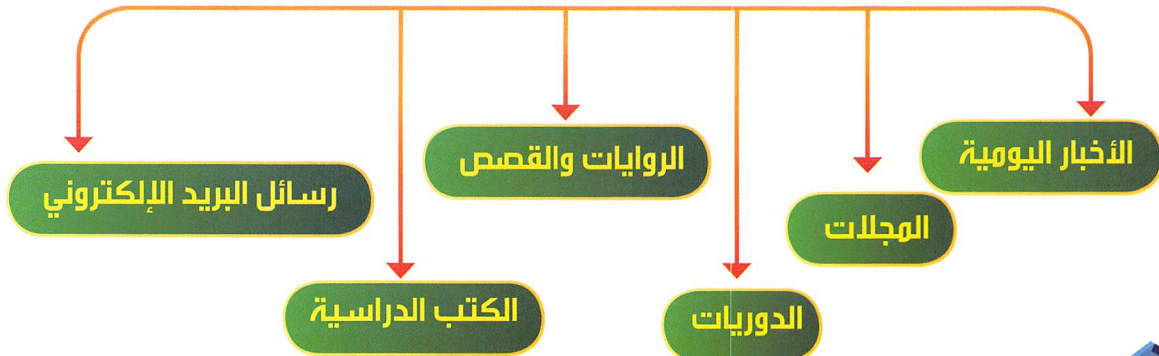 الأخبار اليومية
المجلات
الدوريات
الروايات والقصص
الكتب الدراسية
رسائل البريد الإلكتروني